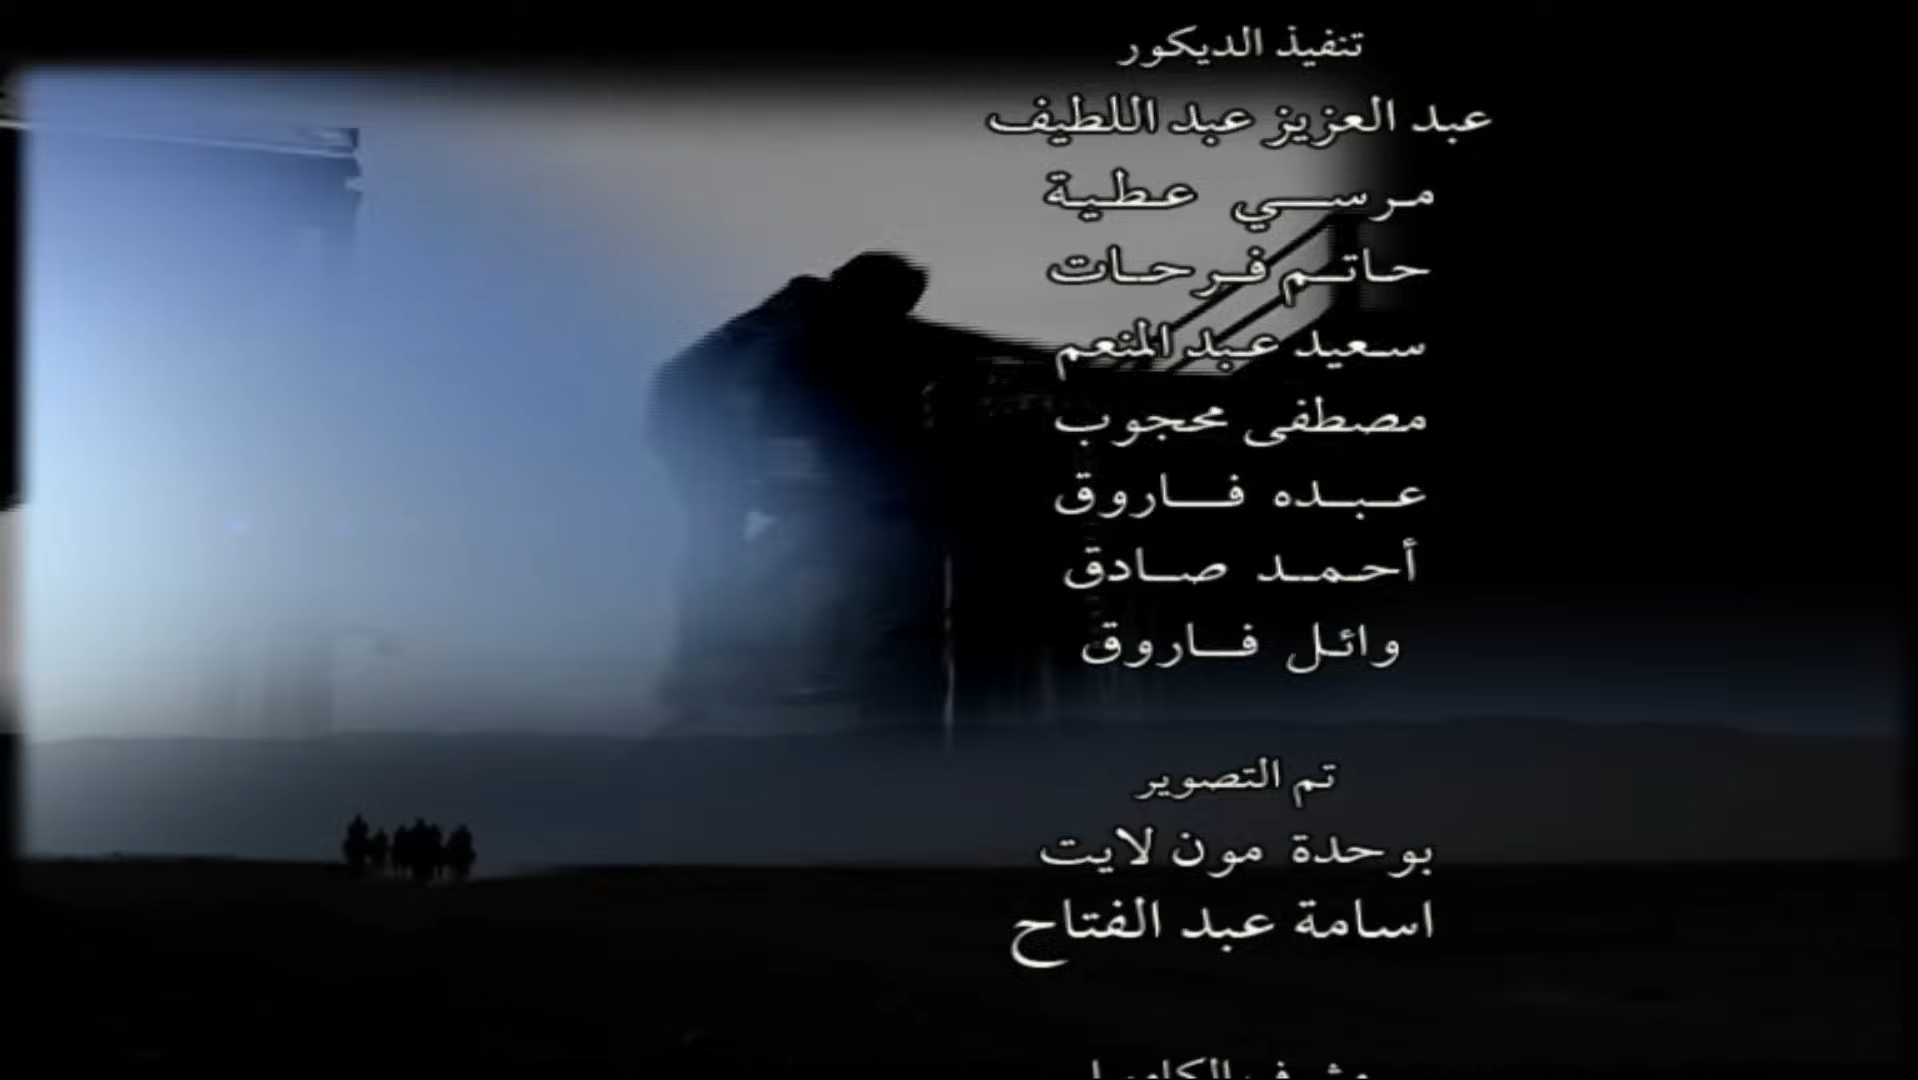 تنفيذ الديكور
عبد العزيز عبد اللطيف
مرسي عطية
حاتم فرحات
سعيد عبد المنعم
مصطفى محجوب
عبده فاروق
أحمد صادق
وائل فاروق
تم التصوير
بوحدة مون لايت
اسامة عبد الفتاح